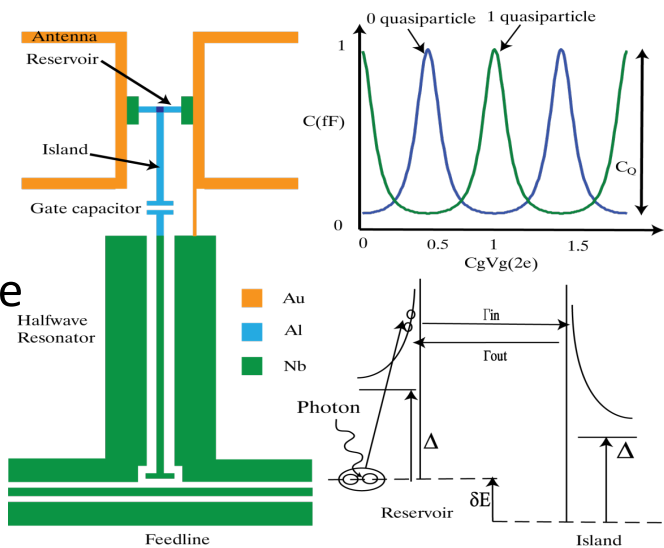 Antenna
Reservoir
Island
Gate capacitor
e
Halfwave
Resonator
Au
Al
Nb
Feedline
0 quasiparticle
1 quasiparticle
1
C(fF)
C_Q
0
0
0.5
1
1.5
CgVg(2e)
Γin
Γout
Photon
Δ
Δ
δE
Reservoir
Island